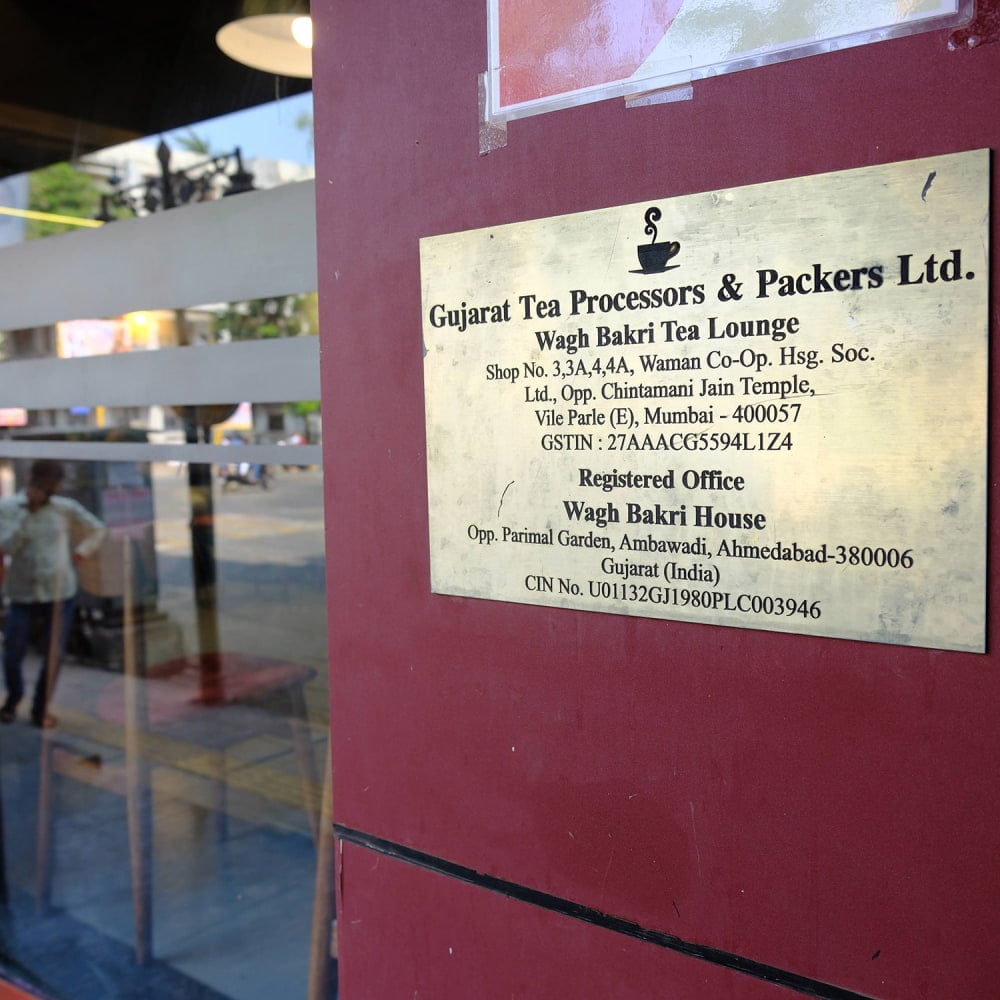 Gujarat Tea Processors & Packers Ltd.
Wagh Bakri Tea Lounge
Shop No. 3,3A,4,4A, Waman Co-Op. Hsg. Soc.
Ltd., Opp. Chintamani Jain Temple,
Vile Parle (E), Mumbai - 400057
GSTIN : 27AAACG5594L1Z4
Registered Office
Wagh Bakri House
Opp. Parimal Garden, Ambawadi, Ahmedabad-380006
Gujarat (India)
CIN No. U01132GJ1980PLC003946